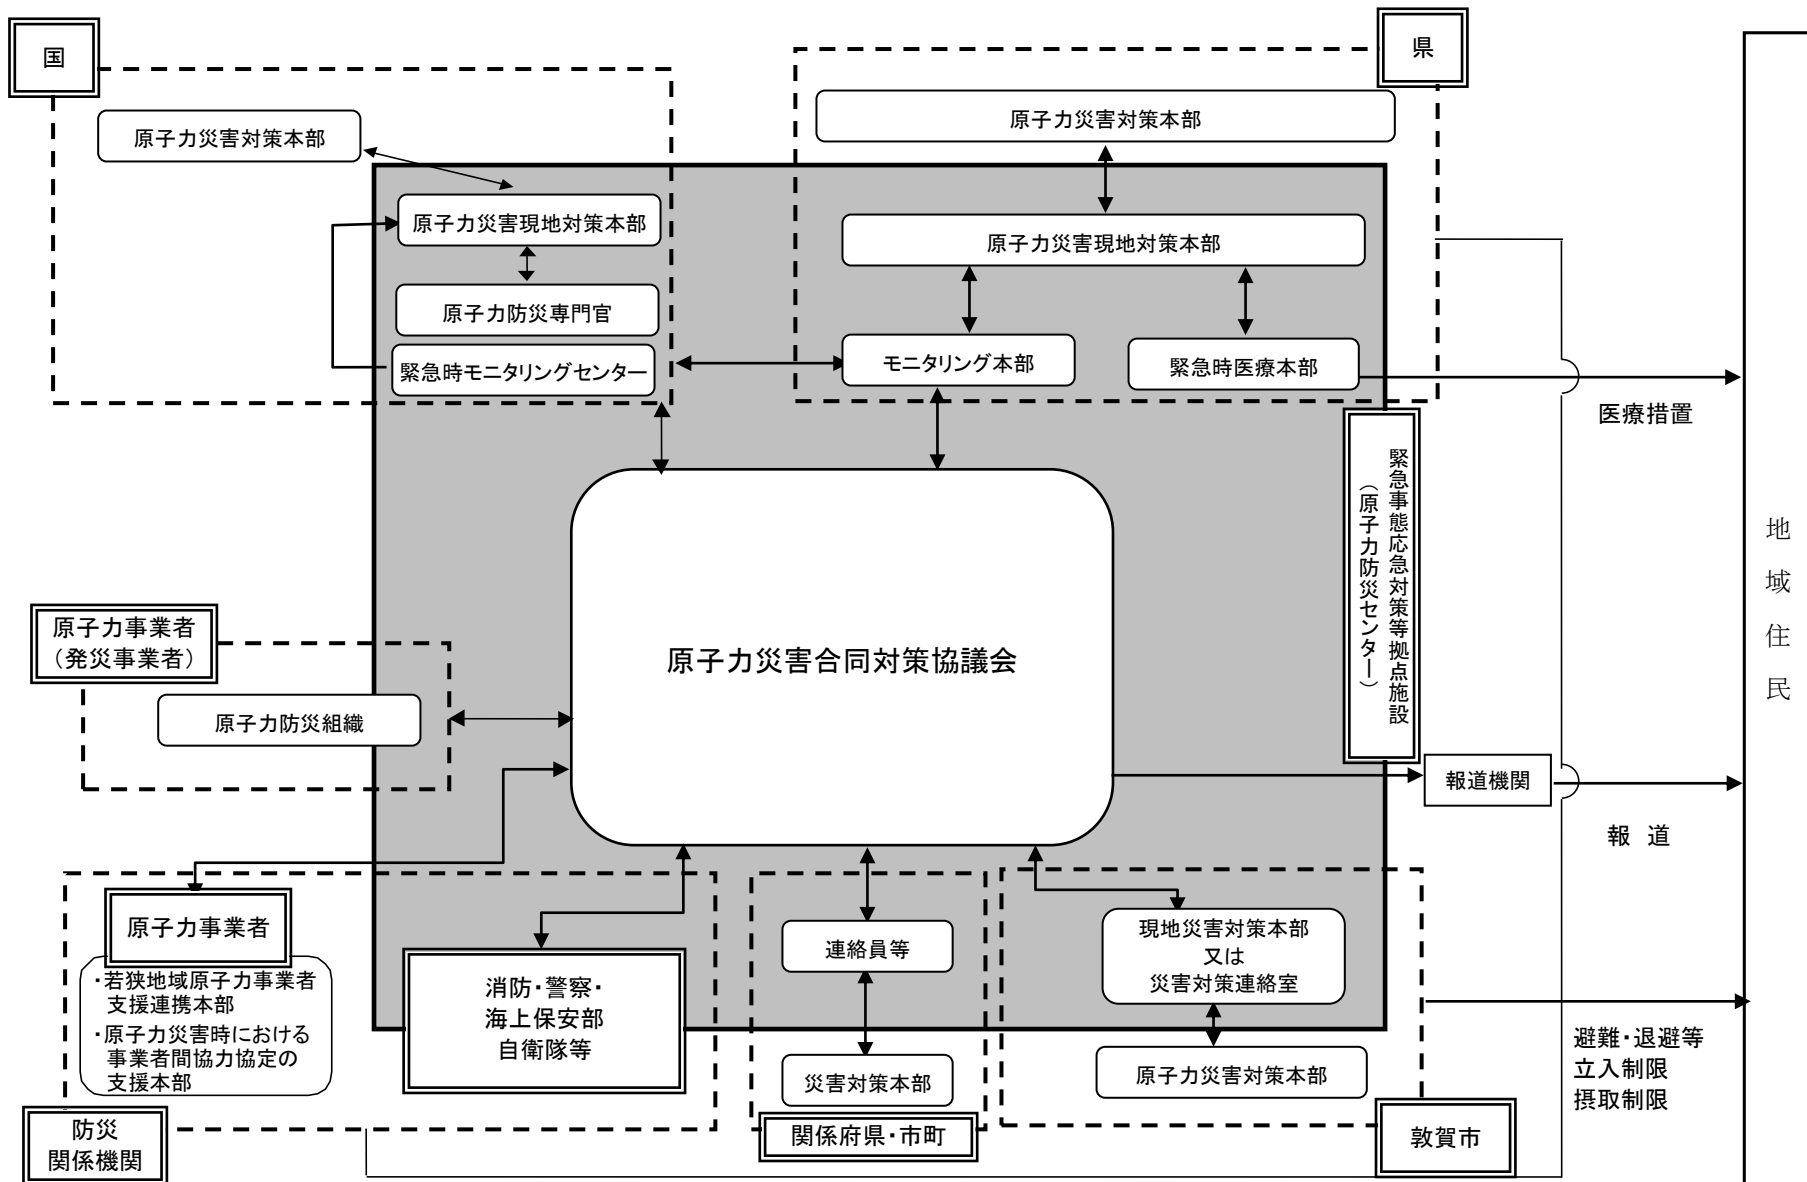 国
県
原子力災害対策本部
原子力災害対策本部
原子力災害現地対策本部
原子力災害現地対策本部
原子力防災専門官
緊急時モニタリングセンター
モニタリング本部
緊急時医療本部
医療措置
緊急事態応急対策等拠点施設
（原子力防災センター）
地域住民
原子力事業者
（発災事業者）
原子力防災組織
原子力災害合同対策協議会
報道機関
報 道
原子力事業者
・若狭地域原子力事業者
支援連携本部
・原子力災害時における
事業者間協力協定の
支援本部
消防・警察・
海上保安部
自衛隊等
連絡員等
災害対策本部
現地災害対策本部
又は
災害対策連絡室
原子力災害対策本部
避難・退避等
立入制限
摂取制限
防災
関係機関
関係府県・市町
敦賀市